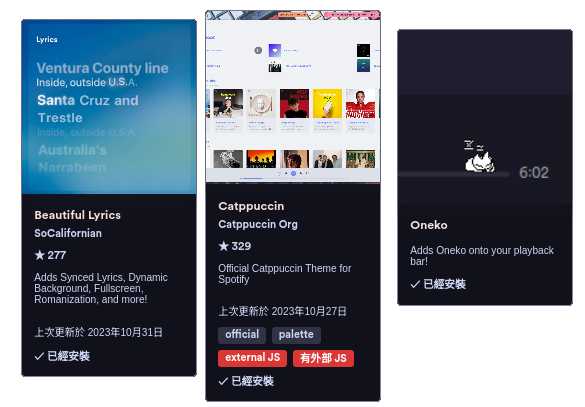 Lyrics
Ventura County line
Inside, outside U.S.
Santa Cruz and
Trestle
Inside, outside U.S.A.
Australia's
Narrabeen
Beautiful Lyrics
SoCalifornian
★ 277
Adds Synced Lyrics, Dynamic
Background, Fullscreen,
Romanization, and more!
上次更新於 2023年10月31日
✓ 已經安裝
Catppuccin
Catppuccin Org
★ 329
Official Catppuccin Theme for
Spotify
上次更新於 2023年10月27日
official palette
external JS 有外部 JS
✓ 已經安裝
6:02
Oneko
Adds Oneko onto your playback
bar!
✓ 已經安裝